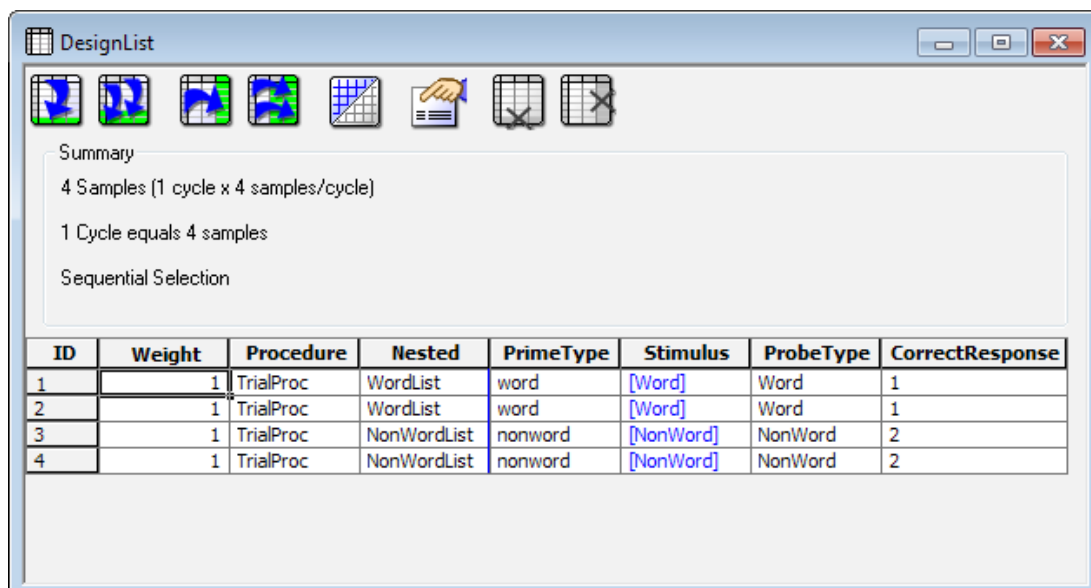 DesignList
Summary
4 Samples (1 cycle x 4 samples/cycle)
1 Cycle equals 4 samples
Sequential Selection
ID Weight Procedure Nested PrimeType Stimulus ProbeType CorrectResponse
1 1 TrialProc WordList word [Word] Word 1
2 1 TrialProc WordList word [Word] Word 1
3 1 TrialProc NonWordList nonword [NonWord] NonWord 2
4 1 TrialProc NonWordList nonword [NonWord] NonWord 2